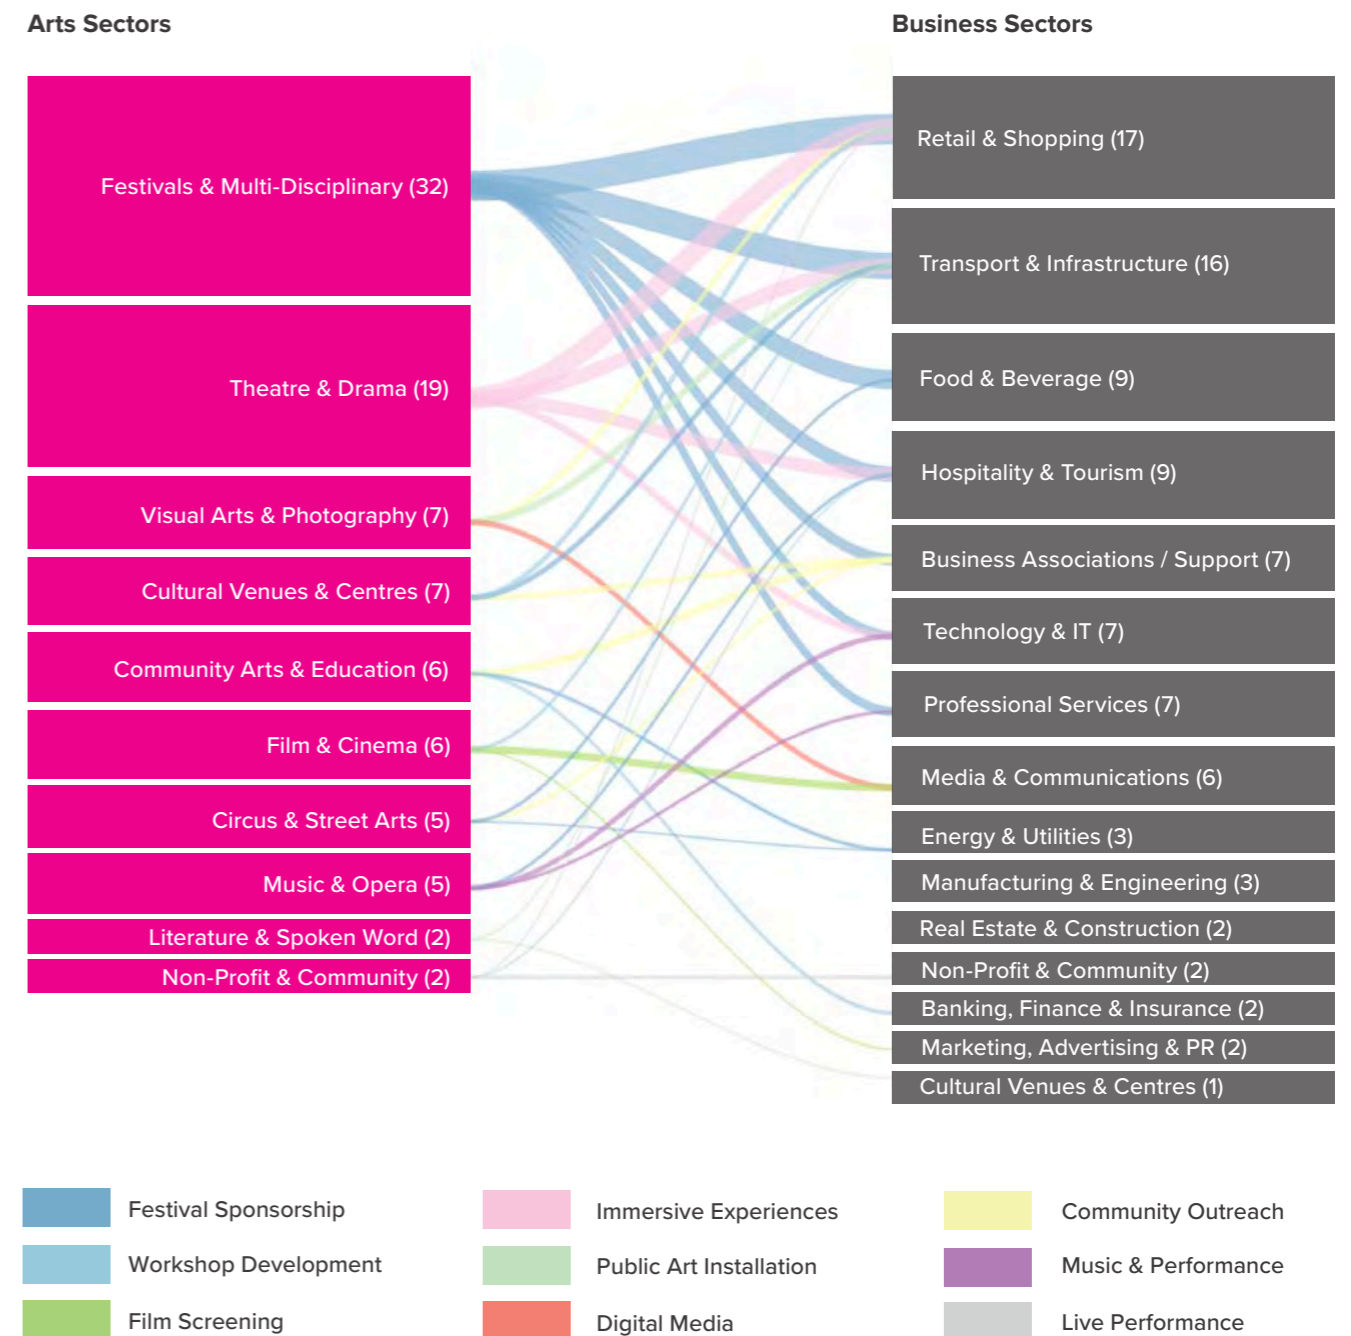 Arts Sectors
Business Sectors
Festivals & Multi-Disciplinary (32)
Theatre & Drama (19)
Visual Arts & Photography (7)
Cultural Venues & Centres (7)
Community Arts & Education (6)
Film & Cinema (6)
Circus & Street Arts (5)
Music & Opera (5)
Literature & Spoken Word (2)
Non-Profit & Community (2)
Retail & Shopping (17)
Transport & Infrastructure (16)
Food & Beverage (9)
Hospitality & Tourism (9)
Business Associations / Support (7)
Technology & IT (7)
Professional Services (7)
Media & Communications (6)
Energy & Utilities (3)
Manufacturing & Engineering (3)
Real Estate & Construction (2)
Non-Profit & Community (2)
Banking, Finance & Insurance (2)
Marketing, Advertising & PR (2)
Cultural Venues & Centres (1)
Festival Sponsorship
Workshop Development
Film Screening
Immersive Experiences
Public Art Installation
Digital Media
Community Outreach
Music & Performance
Live Performance